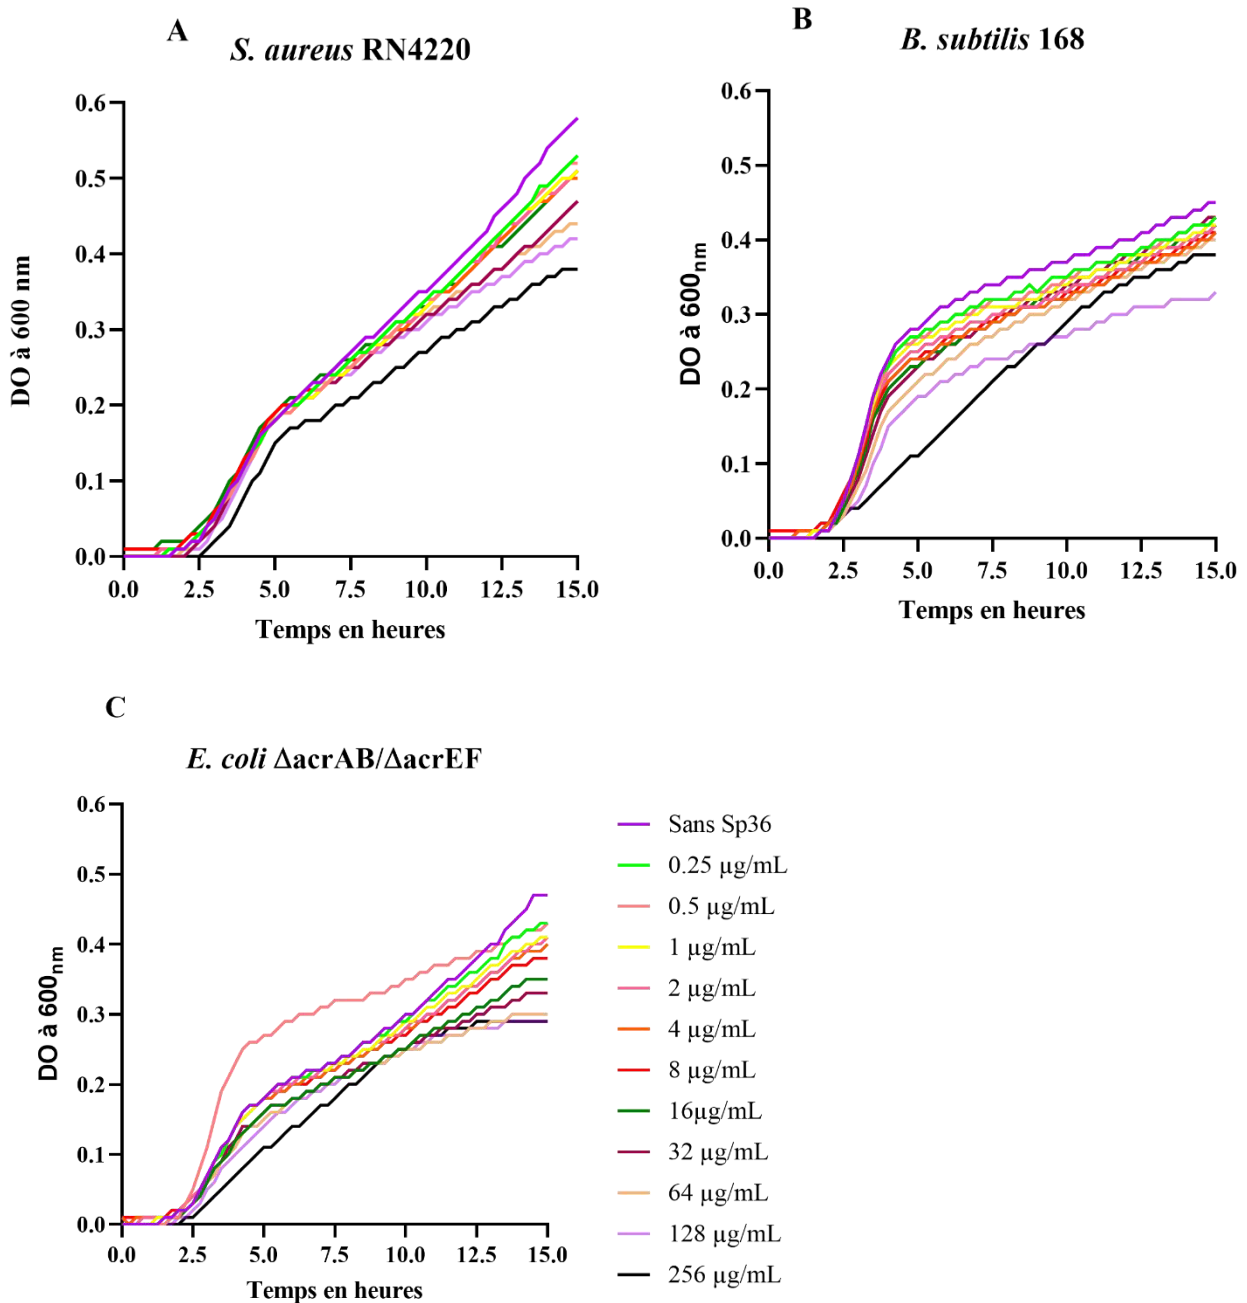 A
S. aureus RN4220
DO à 600 nm
0.6
0.5
0.4
0.3
0.2
0.1
0.0
0.0 2.5 5.0 7.5 10.0 12.5 15.0
Temps en heures
B
B. subtilis 168
DO à 600nm
0.6
0.5
0.4
0.3
0.2
0.1
0.0
0.0 2.5 5.0 7.5 10.0 12.5 15.0
Temps en heures
C
E. coli ΔacrAB/ΔacrEF
DO à 600nm
0.6
0.5
0.4
0.3
0.2
0.1
0.0
0.0 2.5 5.0 7.5 10.0 12.5 15.0
Temps en heures
Sans Sp36
0.25 µg/mL
0.5 µg/mL
1 µg/mL
2 µg/mL
4 µg/mL
8 µg/mL
16µg/mL
32 µg/mL
64 µg/mL
128 µg/mL
256 µg/mL